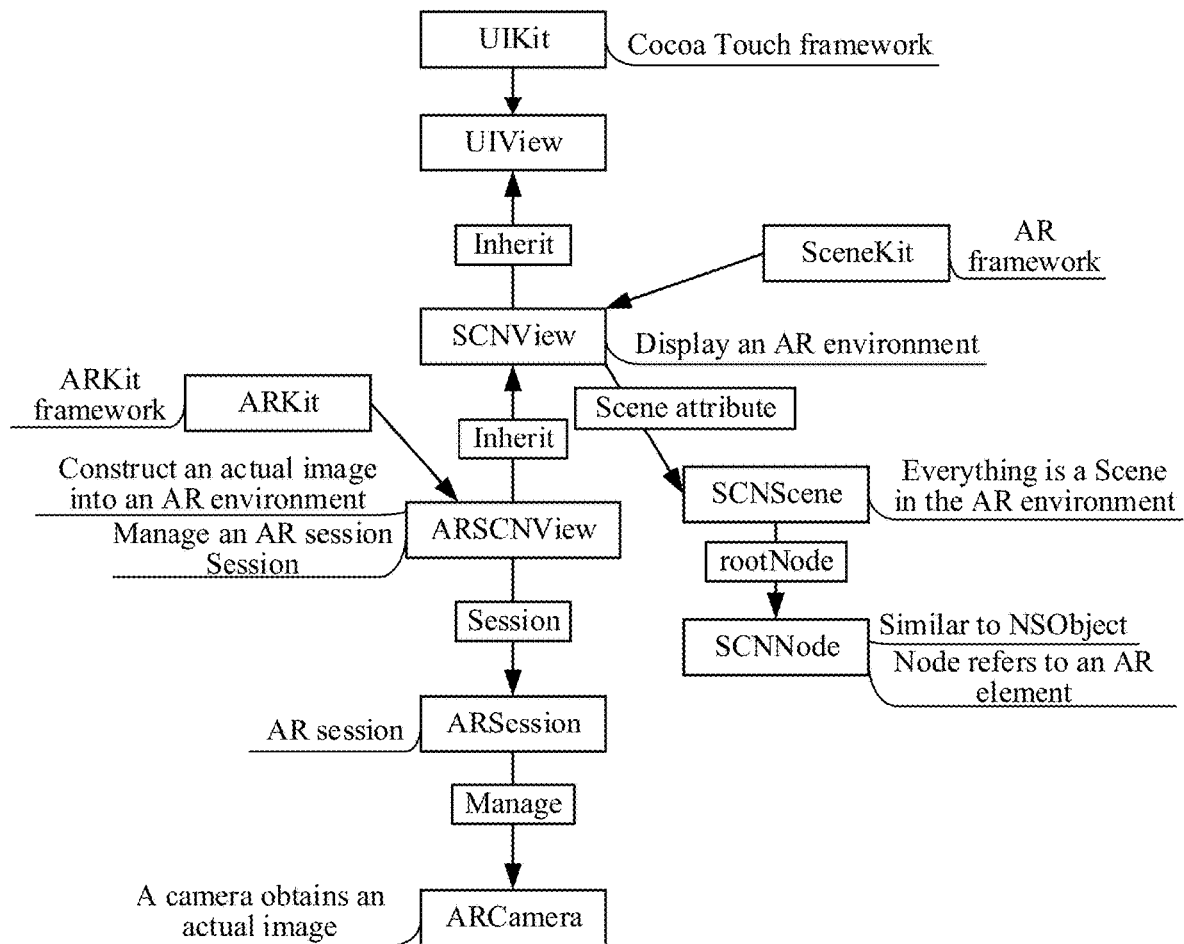 UIKit
Cocoa Touch framework
UIView
Inherit
SceneKit
AR
framework
SCNView
Display an AR environment
ARKit
framework
ARKit
Scene attribute
Inherit
Construct an actual image
into an AR environment
Manage an AR session
Session
ARSCNView
SCNScene
Everything is a Scene
in the AR environment
rootNode
Session
SCNNode
Similar to NSObject
Node refers to an AR
element
AR session
ARSession
Manage
A camera obtains an
actual image
ARCamera